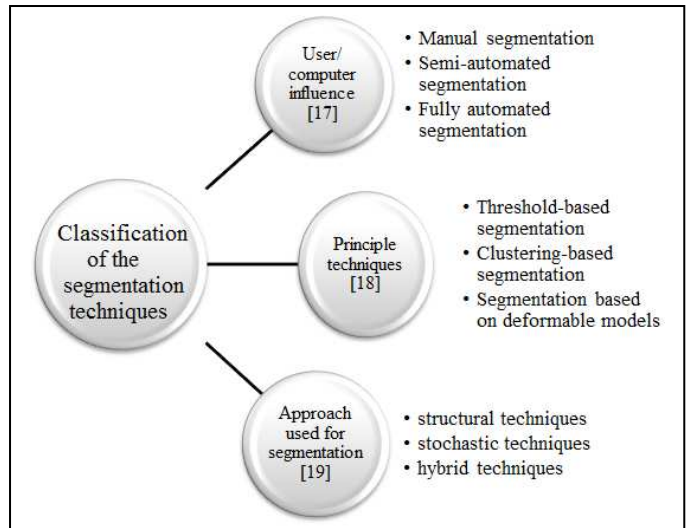 User/
computer
influence
[17]
• Manual segmentation
• Semi-automated
segmentation
• Fully automated
segmentation
Classification
of the
segmentation
techniques
Principle
techniques
[18]
• Threshold-based
segmentation
• Clustering-based
segmentation
• Segmentation based
on deformable models
Approach
used for
segmentation
[19]
• structural techniques
• stochastic techniques
• hybrid techniques